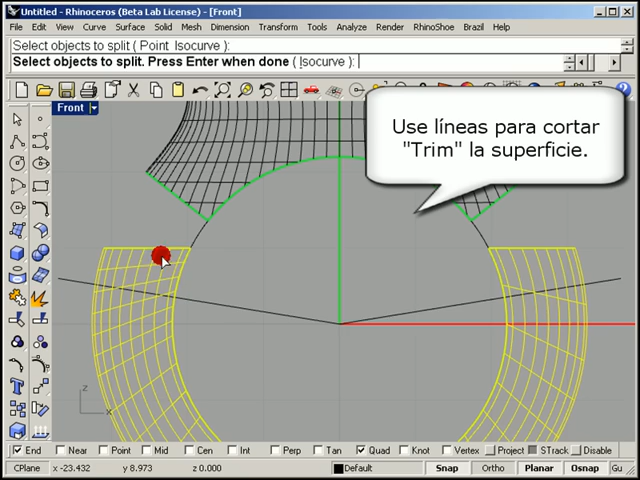 Untitled - Rhinoceros (Beta Lab License) - [Front]
File Edit View Curve Surface Solid Mesh Dimension Transform Tools Analyze Render RhinoShoe Brazil Help
Select objects to split ( Point Isocurve ):
Select objects to split. Press Enter when done ( Isocurve ):
Front
Use líneas para cortar
"Trim" la superficie.
z
x
End Near Point Mid Cen Int Perp Tan Quad Knot Vertex Project STrack Disable
CPlane x -23.432 y 8.973 z 0.000 Default Snap Ortho Planar Osnap Gu